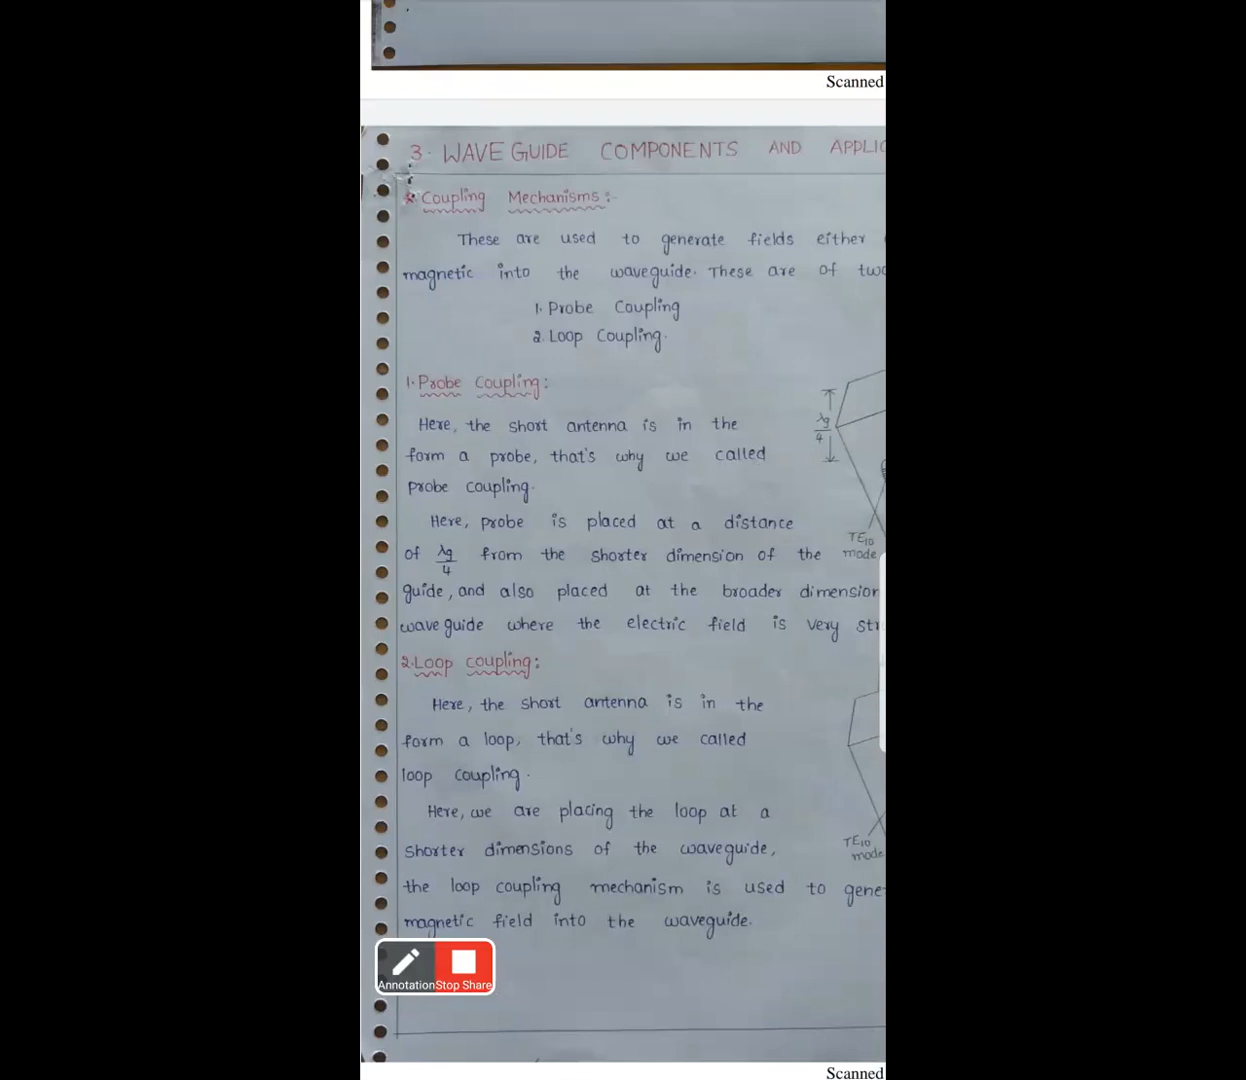 Scanned
3. WAVE GUIDE COMPONENTS AND APPLIC
* Coupling Mechanisms:-
These are used to generate fields either
magnetic into the waveguide. These are of two
1. Probe Coupling
2. Loop Coupling.
1. Probe Coupling:
Here, the short antenna is in the
form a probe, that's why we called
probe coupling.
λg/4
Here, probe is placed at a distance
of λg/4 from the shorter dimension of the
TE10
mode
guide, and also placed at the broader dimension
wave guide where the electric field is very str
2. Loop coupling:
Here, the short antenna is in the
form a loop, that's why we called
loop coupling.
Here, we are placing the loop at a
shorter dimensions of the waveguide,
TE10
mode
the loop coupling mechanism is used to gene
magnetic field into the waveguide.
Annotation Stop Share
Scanned